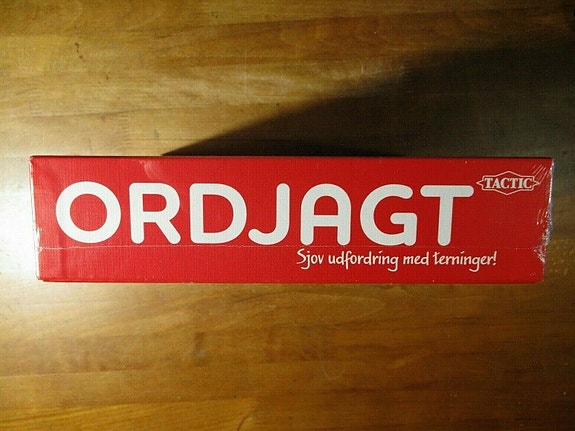 ORDJAGT
TACTIC
Sjov udfordring med terninger!